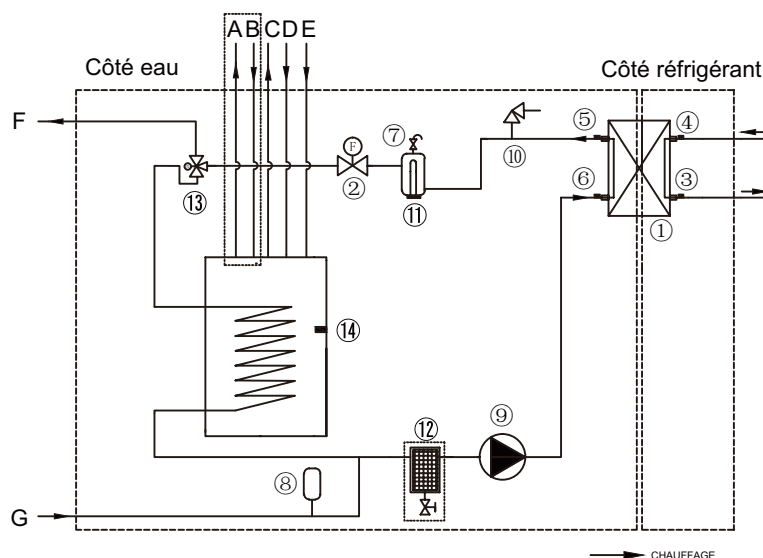 A B C D E
Côté eau
Côté réfrigérant
F
⑦
⑤
④
⑩
F
②
⑪
⑬
⑥
③
①
⑭
⑫
⑨
⑧
G
CHAUFFAGE